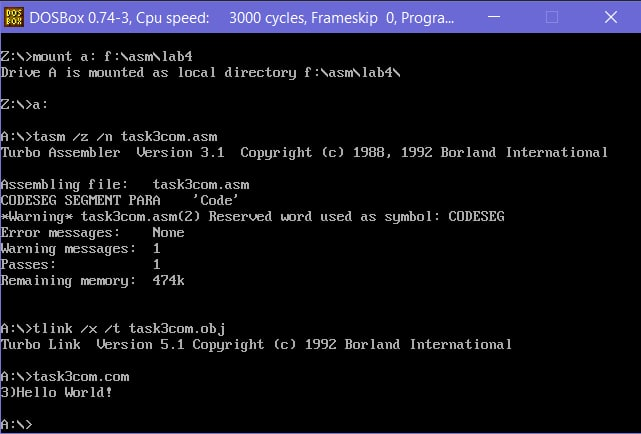 DOS
BOX
DOSBox 0.74-3, Cpu speed: 3000 cycles, Frameskip 0, Progra...
Z:\>mount a: f:\asm\lab4
Drive A is mounted as local directory f:\asm\lab4\
Z:\>a:
A:\>tasm /z /n task3com.asm
Turbo Assembler Version 3.1 Copyright (c) 1988, 1992 Borland International
Assembling file: task3com.asm
CODESEG SEGMENT PARA 'Code'
*Warning* task3com.asm(2) Reserved word used as symbol: CODESEG
Error messages: None
Warning messages: 1
Passes: 1
Remaining memory: 474k
A:\>tlink /x /t task3com.obj
Turbo Link Version 5.1 Copyright (c) 1992 Borland International
A:\>task3com.com
3)Hello World!
A:\>